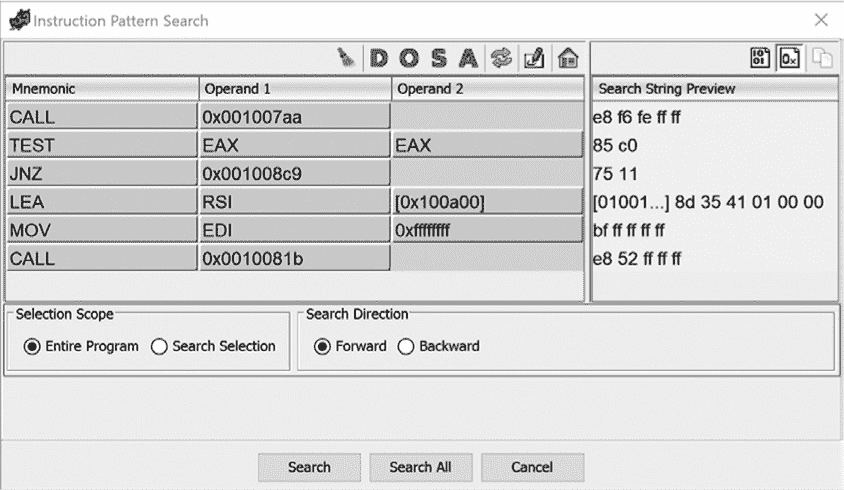 Instruction Pattern Search
D O S A
Mnemonic Operand 1 Operand 2 Search String Preview
CALL 0x001007aa e8 f6 fe ff ff
TEST EAX EAX 85 c0
JNZ 0x001008c9 75 11
LEA RSI [0x100a00] [01001...] 8d 35 41 01 00 00
MOV EDI 0xffffffff bf ff ff ff ff
CALL 0x0010081b e8 52 ff ff ff
Selection Scope Search Direction
Entire Program Search Selection Forward Backward
Search Search All Cancel